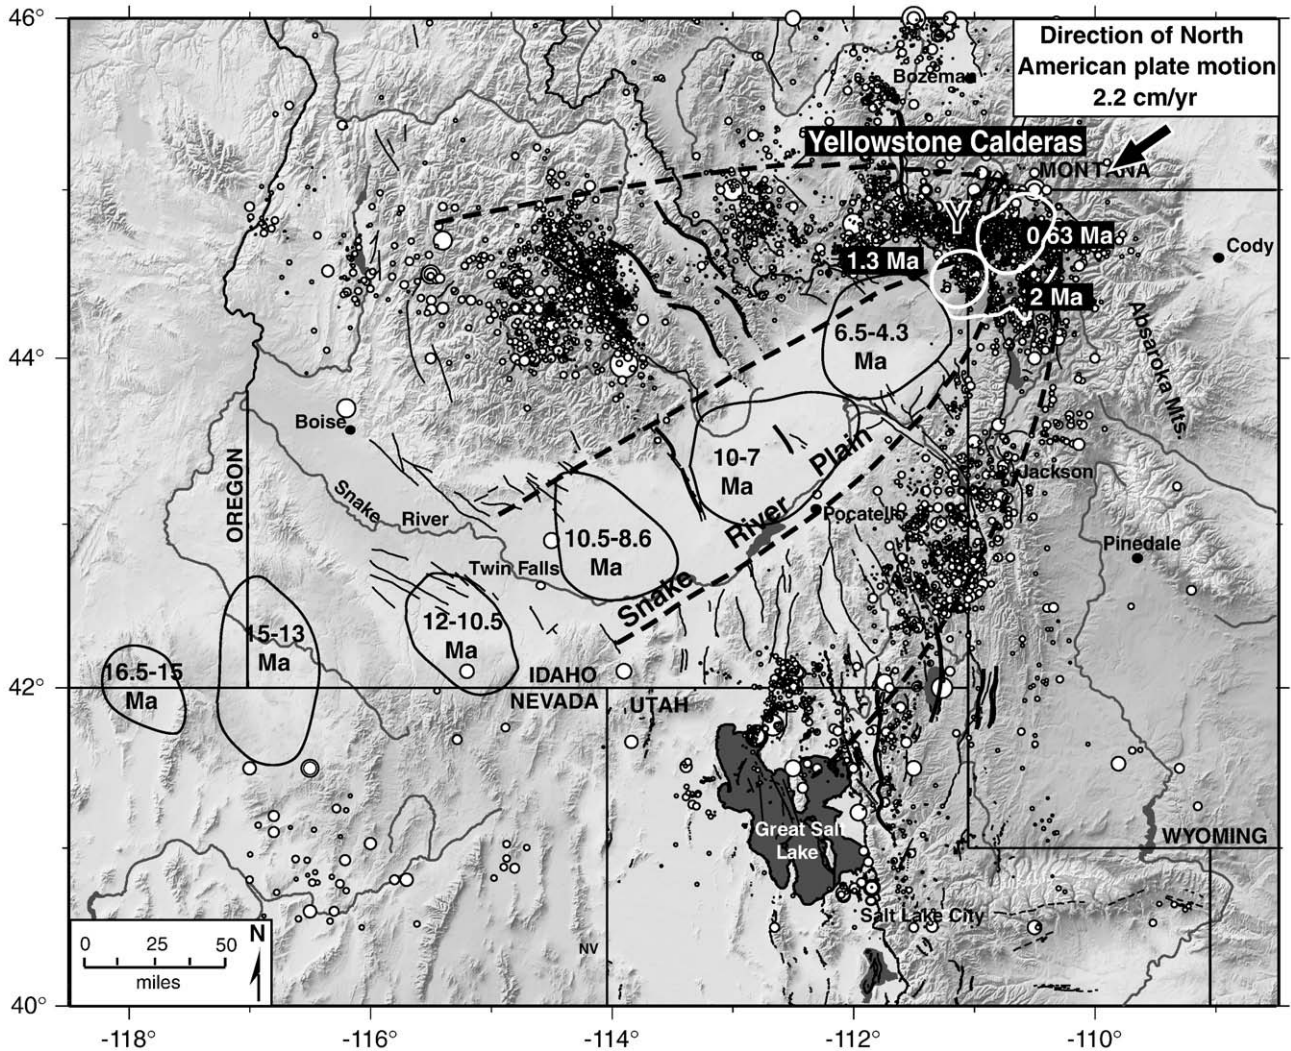 46°
44°
42°
40°
-118°
-116°
-114°
-112°
-110°
Direction of North
American plate motion
2.2 cm/yr
Bozeman
Yellowstone Calderas
MONTANA
Y
0.63 Ma
1.3 Ma
2 Ma
Cody
Absaroka Mts.
6.5-4.3
Ma
Boise
10-7
Ma
Snake River Plain
Jackson
Pocatello
Pinedale
OREGON
Snake
River
10.5-8.6
Ma
Twin Falls
12-10.5
Ma
15-13
Ma
16.5-15
Ma
IDAHO
NEVADA
UTAH
Great Salt
Lake
WYOMING
Salt Lake City
NV
0 25 50
miles
N